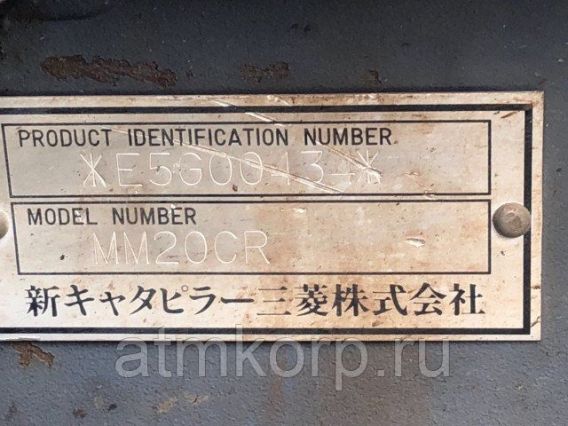 PRODUCT IDENTIFICATION NUMBER
*E5G00134*
MODEL NUMBER
MM20CR
新キャタピラー三菱株式会社
atmkorp.ru